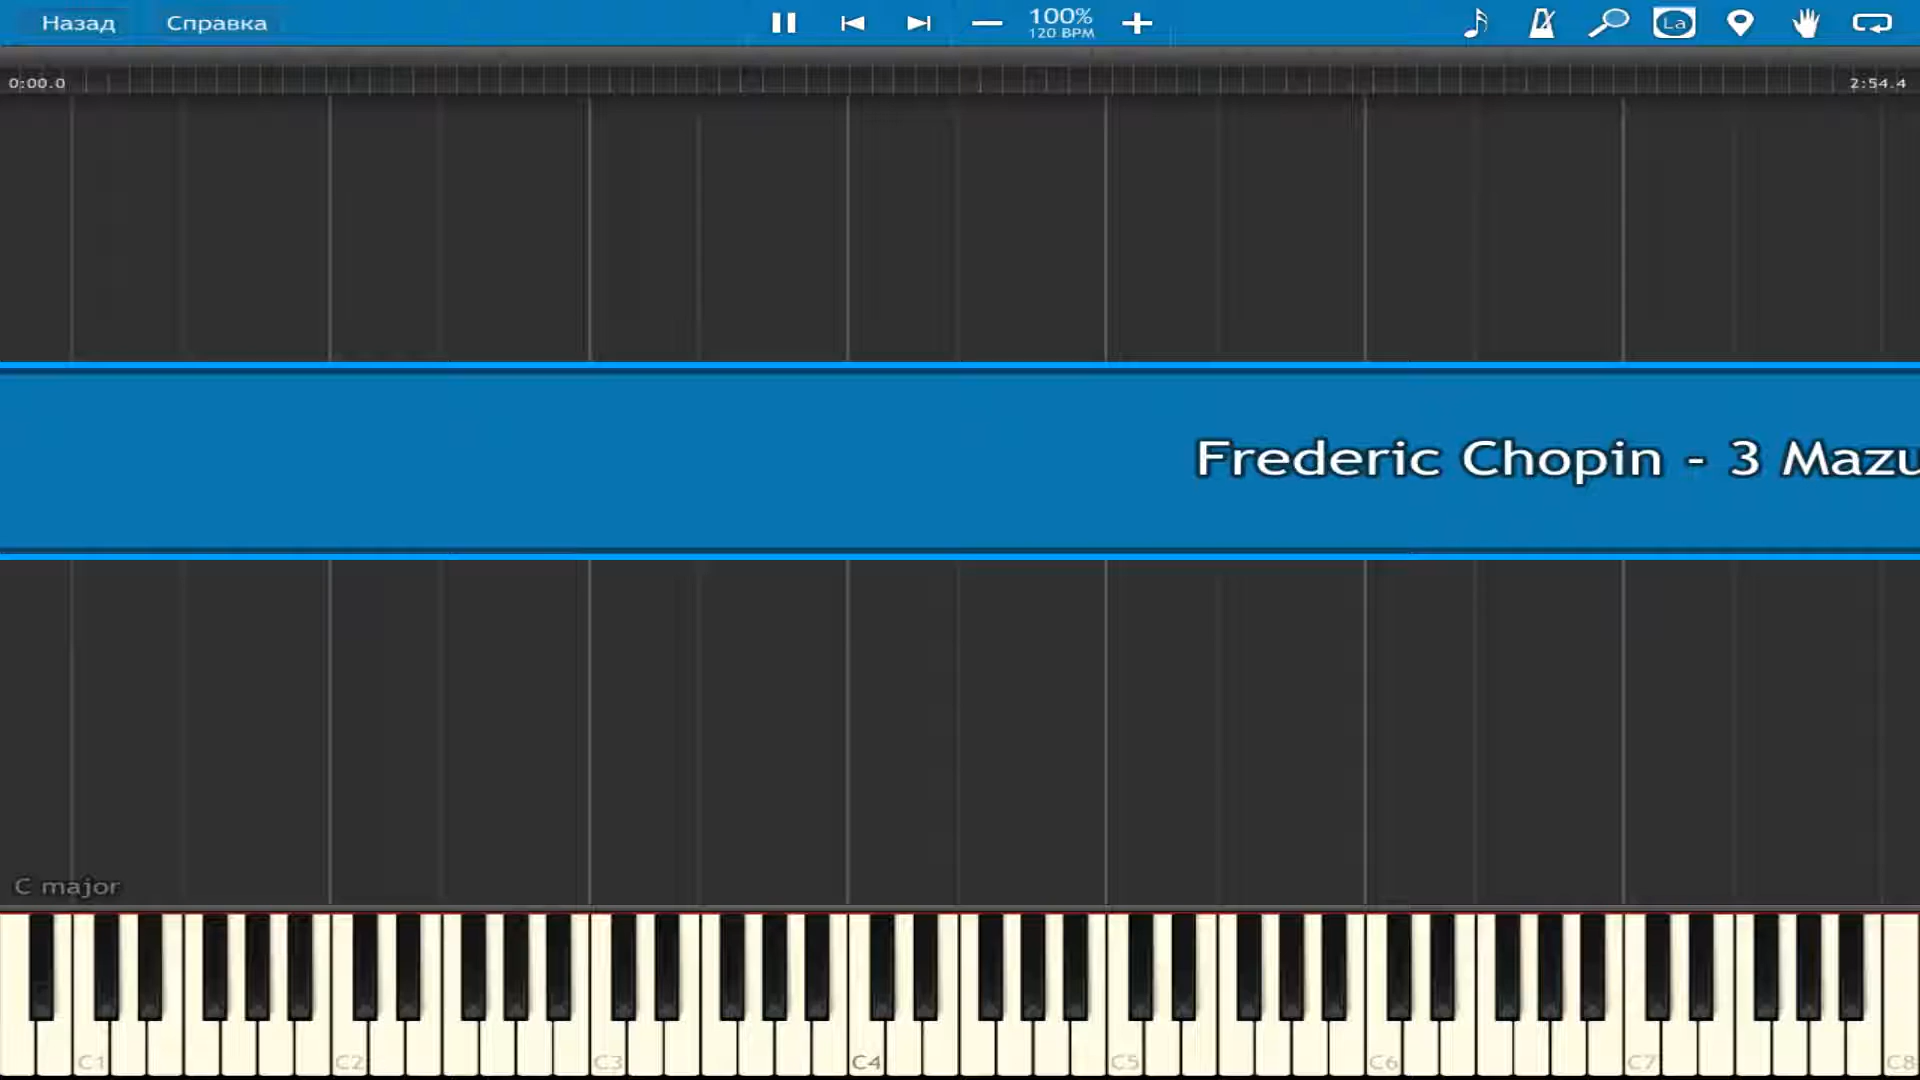 Назад Справка
100%
120 BPM
La
0:00.0 2:54.4
Frederic Chopin - 3 Mazu
C major
C1 C2 C3 C4 C5 C6 C7 C8